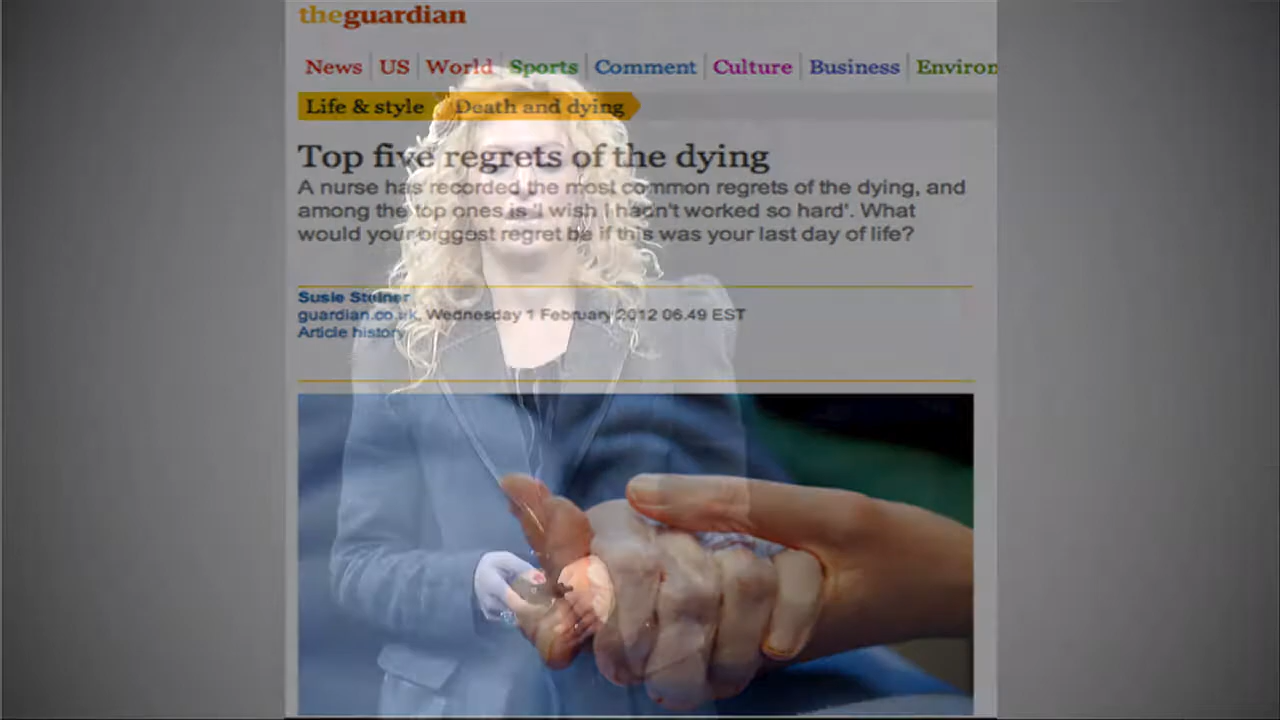 theguardian
News US World Sports Comment Culture Business Environ
Life & style Death and dying
Top five regrets of the dying
A nurse has recorded the most common regrets of the dying, and
among the top ones is 'I wish I hadn't worked so hard'. What
would your biggest regret be if this was your last day of life?
Susie Steiner
guardian.co.uk, Wednesday 1 February 2012 06.49 EST
Article history